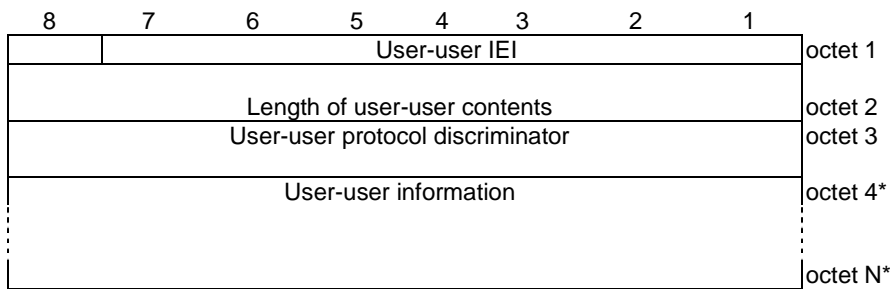 8 7 6 5 4 3 2 1
User-user IEI octet 1
Length of user-user contents octet 2
User-user protocol discriminator octet 3
User-user information octet 4*
octet N*